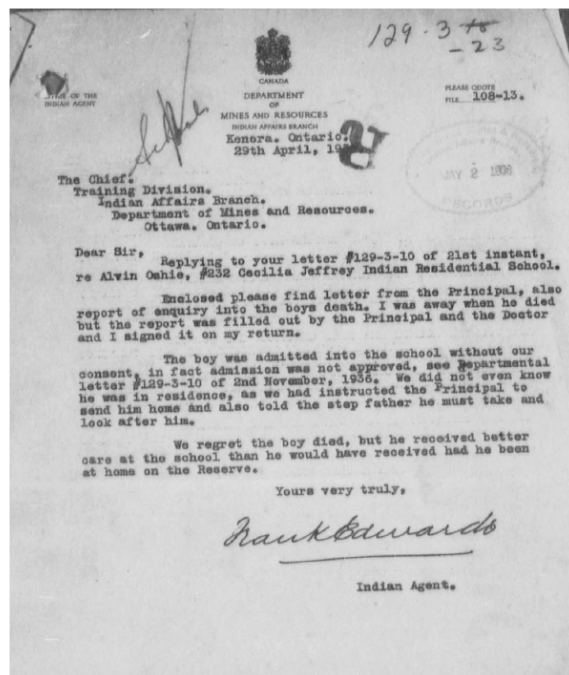 129-3-10
-23
CANADA
OFFICE OF THE
INDIAN AGENT
PLEASE QUOTE
FILE 108-13.
DEPARTMENT
OF
MINES AND RESOURCES
INDIAN AFFAIRS BRANCH
Kenora. Ontario.
29th April,
MAY 2
RECORDS
The Chief.
Training Division.
Indian Affairs Branch.
Department of Mines and Resources.
Ottawa. Ontario.
Dear Sir,
Replying to your letter #129-3-10 of 21st instant,
re Alvin Oshie, #232 Cecilia Jeffrey Indian Residential School.
Enclosed please find letter from the Principal, also
report of enquiry into the boys death. I was away when he died
but the report was filled out by the Principal and the Doctor
and I signed it on my return.
The boy was admitted into the school without our
consent, in fact admission was not approved, see Departmental
letter #129-3-10 of 2nd November, 1936. We did not even know
he was in residence, as we had instructed the Principal to
send him home and also told the step father he must take and
look after him.
We regret the boy died, but he received better
care at the school than he would have received had he been
at home on the Reserve.
Yours very truly,
Frank Edwards
Indian Agent.